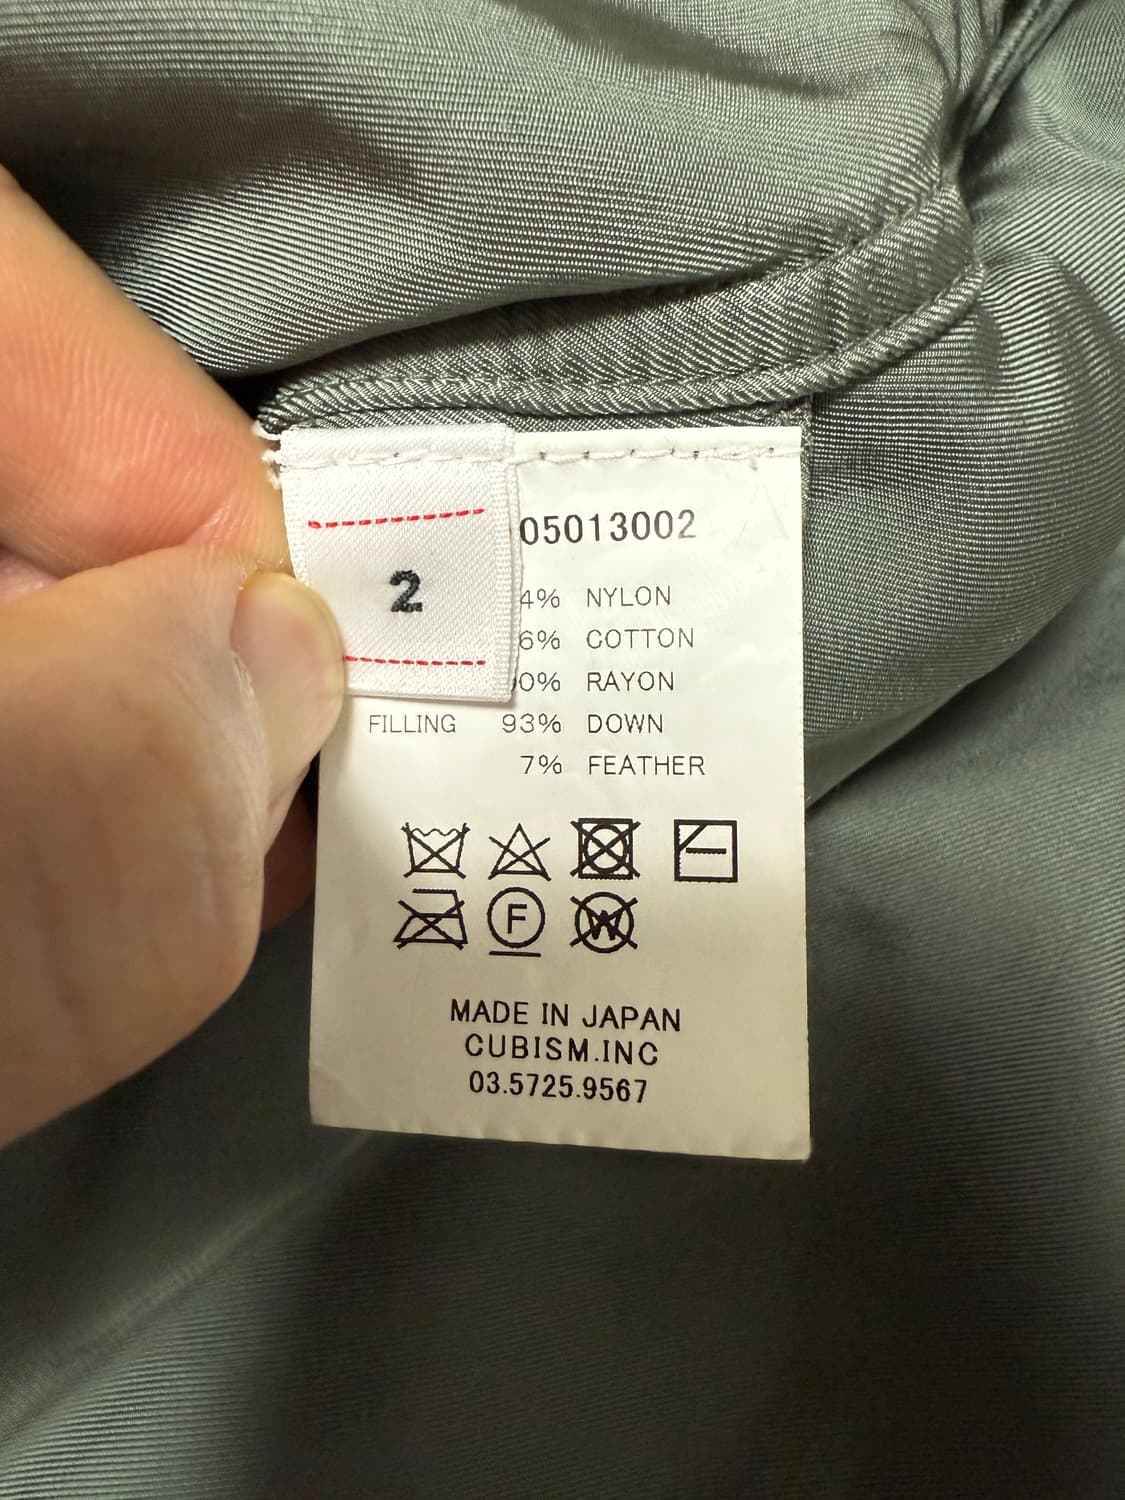 2
05013002
4% NYLON
6% COTTON
0% RAYON
FILLING 93% DOWN
7% FEATHER
F
W
MADE IN JAPAN
CUBISM.INC
03.5725.9567